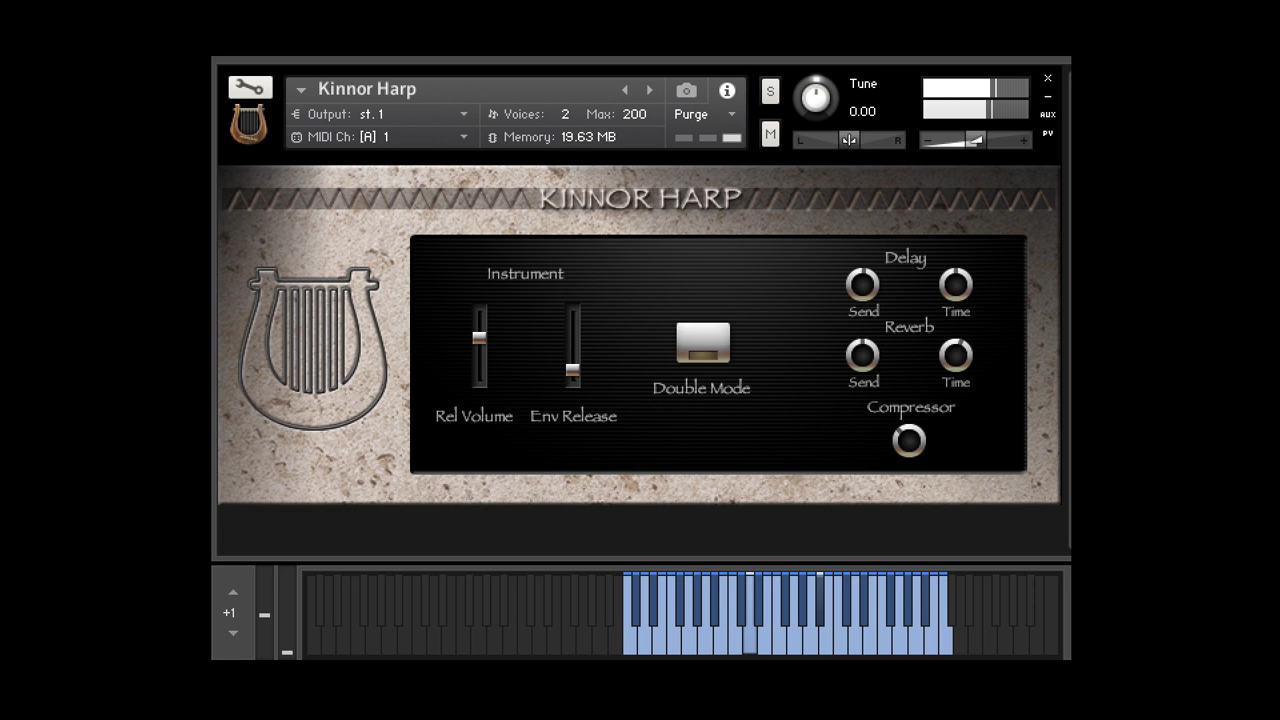 Kinnor Harp
Output: st. 1
Voices: 2 Max: 200
Purge
MIDI Ch: [A] 1
Memory: 19.63 MB
S
M
Tune
0.00
L R
- +
×
–
AUX
PV
KINNOR HARP
Instrument
Rel Volume Env Release
Double Mode
Delay
Send Time
Reverb
Send Time
Compressor
+1